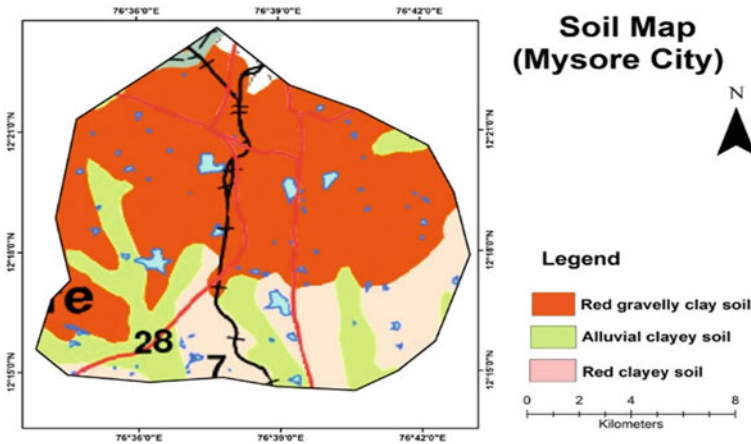 76°36'0"E 76°39'0"E 76°42'0"E
Soil Map
(Mysore City)
N
12°21'0"N 12°21'0"N
12°18'0"N 12°18'0"N
12°15'0"N 12°15'0"N
e
28
7
76°36'0"E 76°39'0"E 76°42'0"E
Legend
Red gravelly clay soil
Alluvial clayey soil
Red clayey soil
0 2 4 6 8
Kilometers